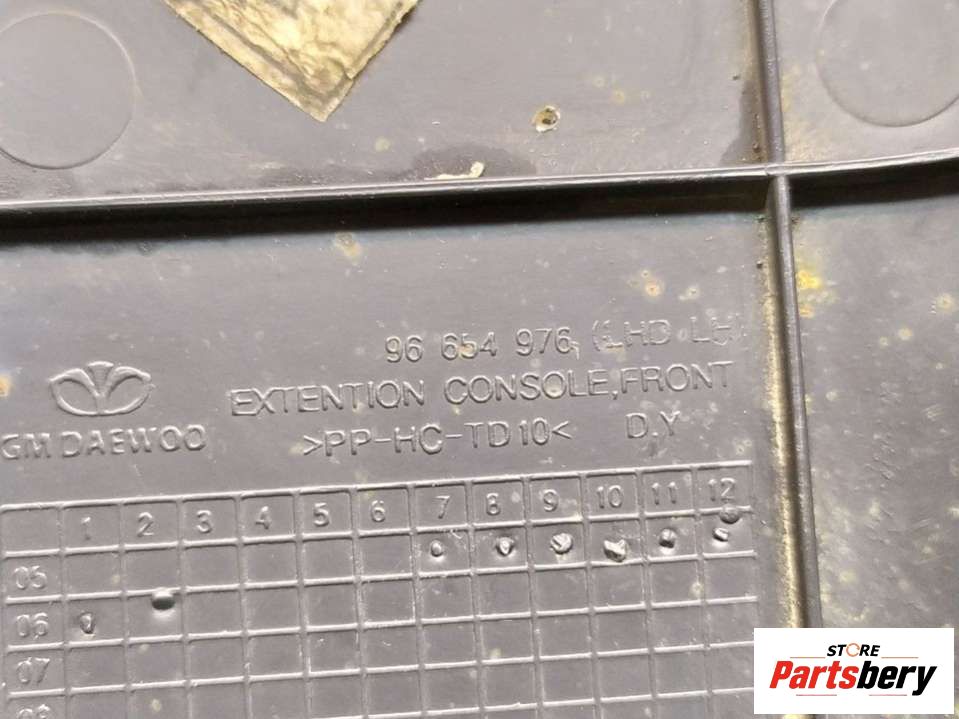 96 654 976 (LHD LH)
EXTENTION CONSOLE,FRONT
GM DAEWOO
>PP-HC-TD10< D,Y
1 2 3 4 5 6 7 8 9 10 11 12
05
06
07
STORE
Partsbery